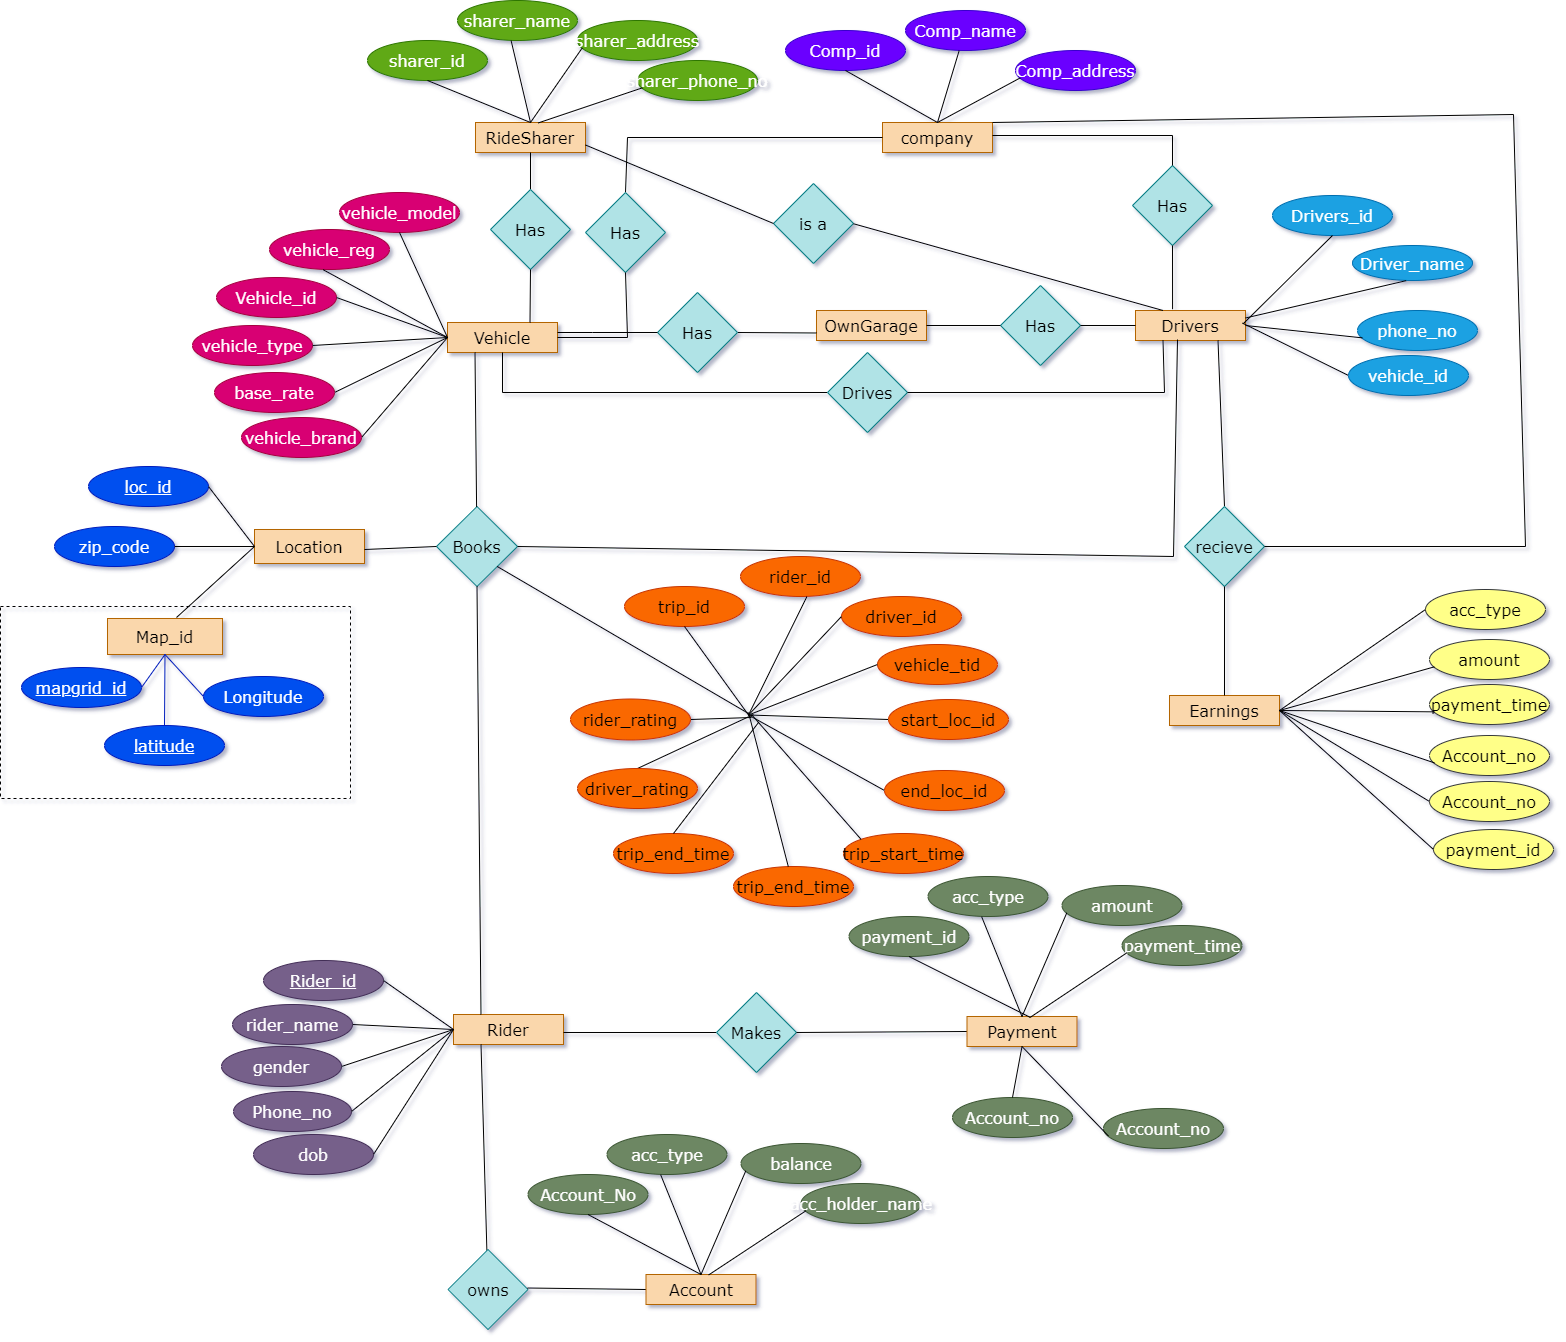 sharer_name
sharer_id
sharer_address
sharer_phone_no
RideSharer
Comp_name
Comp_id
Comp_address
company
Has
Has
is a
Has
vehicle_model
vehicle_reg
Vehicle_id
vehicle_type
base_rate
vehicle_brand
Vehicle
Has
OwnGarage
Has
Drivers
Drives
Drivers_id
Driver_name
phone_no
vehicle_id
loc_id
zip_code
Location
Books
recieve
Map_id
mapgrid_id
Longitude
latitude
rider_id
trip_id
driver_id
vehicle_tid
rider_rating
start_loc_id
driver_rating
end_loc_id
trip_end_time
trip_start_time
trip_end_time
Earnings
acc_type
amount
payment_time
Account_no
Account_no
payment_id
acc_type
amount
payment_id
payment_time
Rider_id
rider_name
gender
Phone_no
dob
Rider
Makes
Payment
Account_no
Account_no
acc_type
balance
Account_No
acc_holder_name
owns
Account